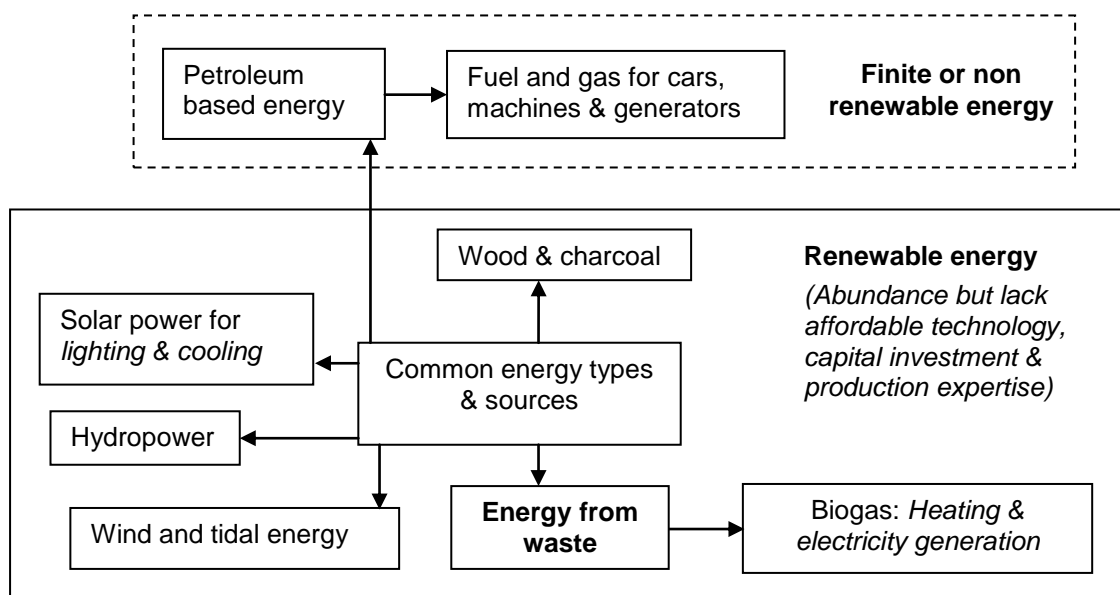 Petroleum
based energy
Fuel and gas for cars,
machines & generators
Finite or non
renewable energy
Wood & charcoal
Renewable energy
(Abundance but lack
affordable technology,
capital investment &
production expertise)
Solar power for
lighting & cooling
Common energy types
& sources
Hydropower
Wind and tidal energy
Energy from
waste
Biogas: Heating &
electricity generation